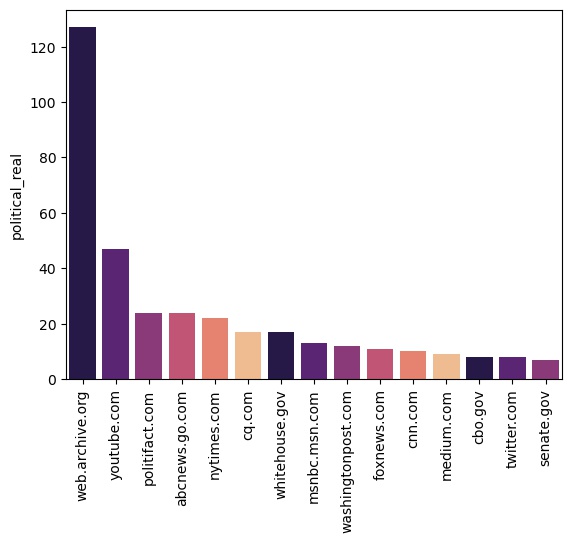 political_real
120
100
80
60
40
20
0
web.archive.org
youtube.com
politifact.com
abcnews.go.com
nytimes.com
cq.com
whitehouse.gov
msnbc.msn.com
washingtonpost.com
foxnews.com
cnn.com
medium.com
cbo.gov
twitter.com
senate.gov